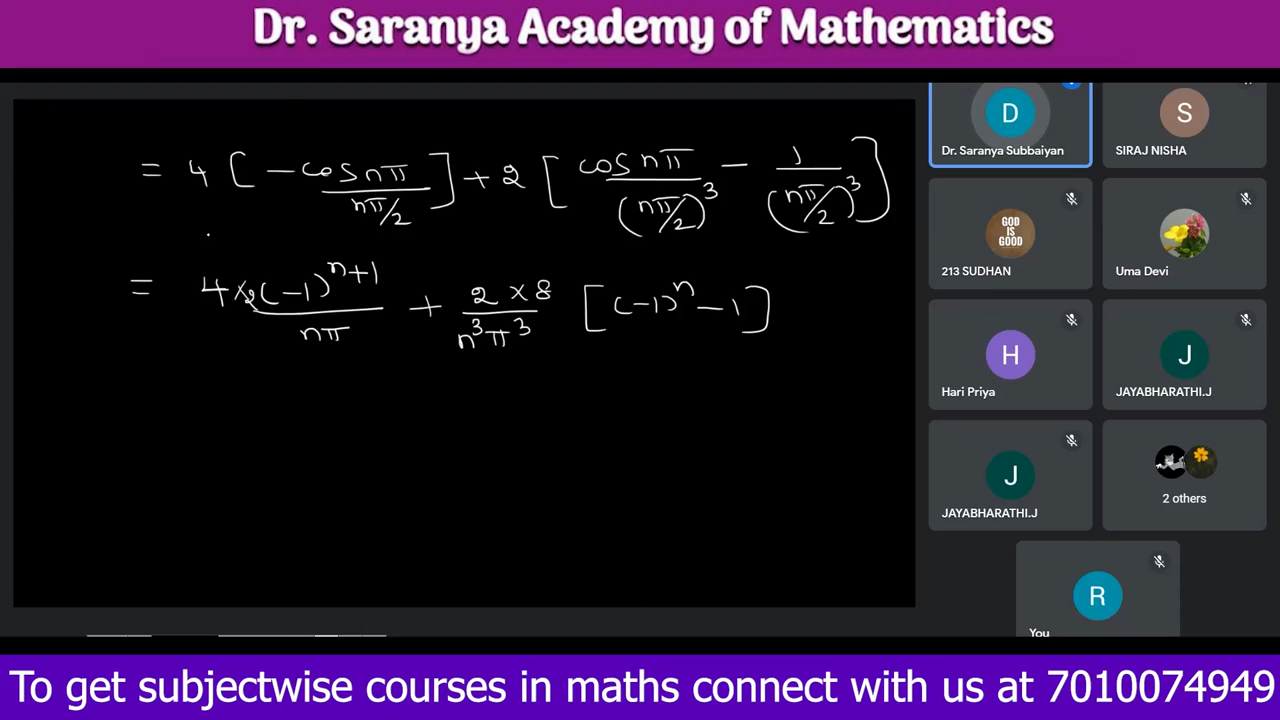 Dr. Saranya Academy of Mathematics
= 4 [ -cos nπ / (nπ/2) ] + 2 [ cos nπ / (nπ/2)³ - 1 / (nπ/2)³ ]
= 4×2(-1)ⁿ⁺¹ / nπ + 2×8 / n³π³ [ (-1)ⁿ - 1 ]
D
Dr. Saranya Subbaiyan
S
SIRAJ NISHA
GOD
IS
GOOD
213 SUDHAN
Uma Devi
H
Hari Priya
J
JAYABHARATHI.J
J
JAYABHARATHI.J
2 others
R
You
To get subjectwise courses in maths connect with us at 7010074949